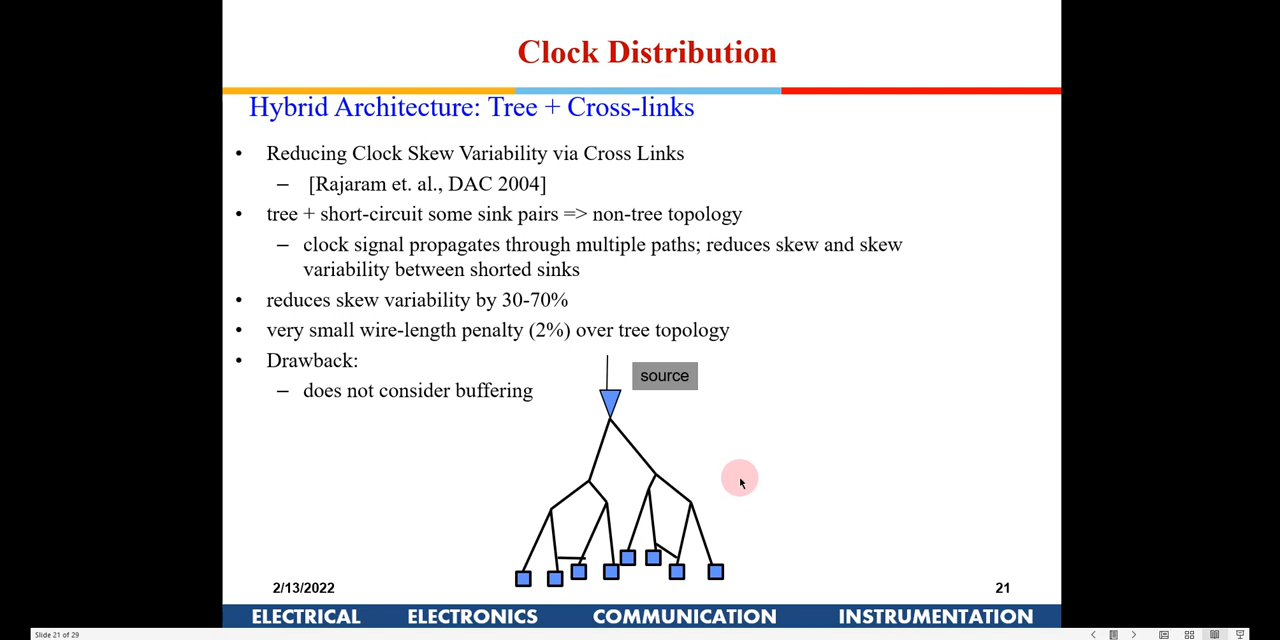 Clock Distribution
Hybrid Architecture: Tree + Cross-links
• Reducing Clock Skew Variability via Cross Links
– [Rajaram et. al., DAC 2004]
• tree + short-circuit some sink pairs => non-tree topology
– clock signal propagates through multiple paths; reduces skew and skew
variability between shorted sinks
• reduces skew variability by 30-70%
• very small wire-length penalty (2%) over tree topology
• Drawback:
– does not consider buffering
source
2/13/2022
21
ELECTRICAL ELECTRONICS COMMUNICATION INSTRUMENTATION
Slide 21 of 29